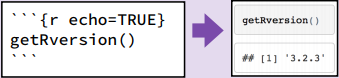 ```{r echo=TRUE}
getRversion()
```
getRversion()
## [1] '3.2.3'